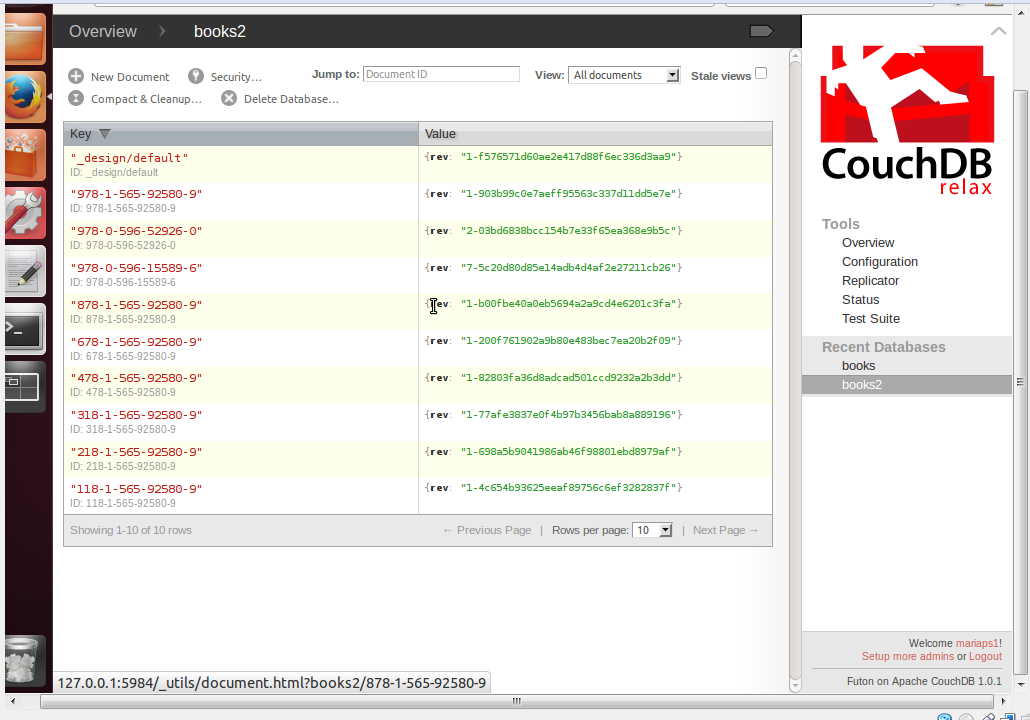 Overview books2
New Document Security... Jump to: Document ID View: All documents Stale views
Compact & Cleanup... Delete Database...
Key Value
"_design/default" {rev: "1-f576571d60ae2e417d88f6ec336d3aa9"}
ID: _design/default
"978-1-565-92580-9" {rev: "1-903b99c0e7aeff95563c337d11dd5e7e"}
ID: 978-1-565-92580-9
"978-0-596-52926-0" {rev: "2-03bd6838bcc154b7e33f65ea368e9b5c"}
ID: 978-0-596-52926-0
"978-0-596-15589-6" {rev: "7-5c20d80d85e14adb4d4af2e27211cb26"}
ID: 978-0-596-15589-6
"878-1-565-92580-9" {rev: "1-b00fbe40a0eb5694a2a9cd4e6201c3fa"}
ID: 878-1-565-92580-9
"678-1-565-92580-9" {rev: "1-200f761902a9b80e483bec7ea20b2f09"}
ID: 678-1-565-92580-9
"478-1-565-92580-9" {rev: "1-82803fa36d8adcad501ccd9232a2b3dd"}
ID: 478-1-565-92580-9
"318-1-565-92580-9" {rev: "1-77afe3837e0f4b97b3456bab8a889196"}
ID: 318-1-565-92580-9
"218-1-565-92580-9" {rev: "1-698a5b9041986ab46f98801ebd8979af"}
ID: 218-1-565-92580-9
"118-1-565-92580-9" {rev: "1-4c654b93625eeaf89756c6ef3282837f"}
ID: 118-1-565-92580-9
Showing 1-10 of 10 rows ← Previous Page | Rows per page: 10 | Next Page →
127.0.0.1:5984/_utils/document.html?books2/878-1-565-92580-9
CouchDB
relax
Tools
Overview
Configuration
Replicator
Status
Test Suite
Recent Databases
books
books2
Welcome mariaps1!
Setup more admins or Logout
Futon on Apache CouchDB 1.0.1